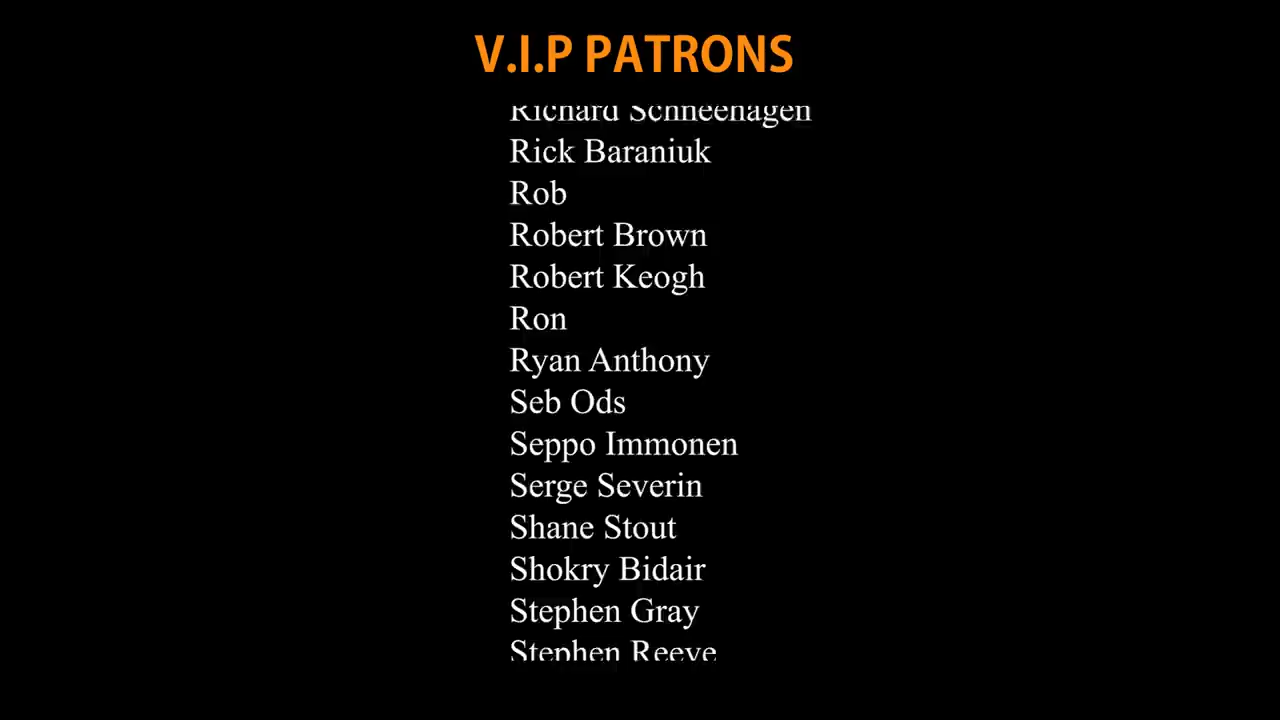 V.I.P PATRONS
Richard Schneehagen
Rick Baraniuk
Rob
Robert Brown
Robert Keogh
Ron
Ryan Anthony
Seb Ods
Seppo Immonen
Serge Severin
Shane Stout
Shokry Bidair
Stephen Gray
Stephen Reeve